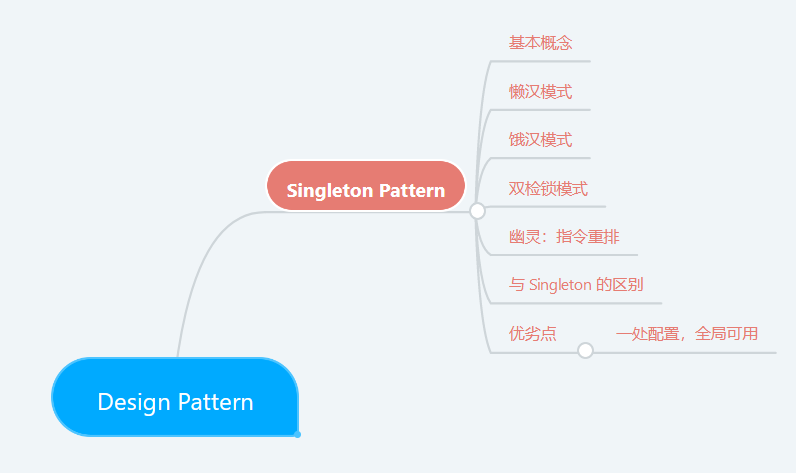 基本概念
懒汉模式
饿汉模式
Singleton Pattern
双检锁模式
幽灵：指令重排
与 Singleton 的区别
优劣点
一处配置，全局可用
Design Pattern